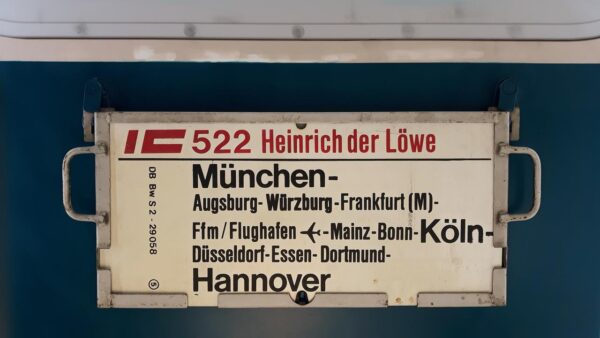 IC 522 Heinrich der Löwe
München-
Augsburg-Würzburg-Frankfurt (M)-
Ffm/Flughafen ✈-Mainz-Bonn-Köln-
Düsseldorf-Essen-Dortmund-
Hannover
DB Bw S 2 - 29058
5